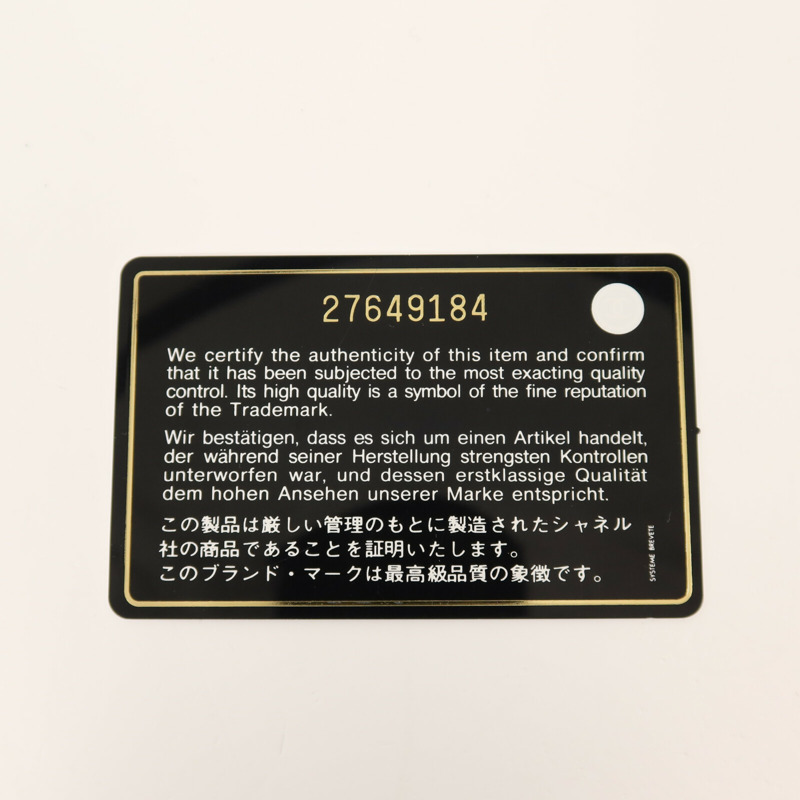 27649184
We certify the authenticity of this item and confirm
that it has been subjected to the most exacting quality
control. Its high quality is a symbol of the fine reputation
of the Trademark.
Wir bestätigen, dass es sich um einen Artikel handelt,
der während seiner Herstellung strengsten Kontrollen
unterworfen war, und dessen erstklassige Qualität
dem hohen Ansehen unserer Marke entspricht.
この製品は厳しい管理のもとに製造されたシャネル
社の商品であることを証明いたします。
このブランド・マークは最高級品質の象徴です。
SYSTEME BREVETE